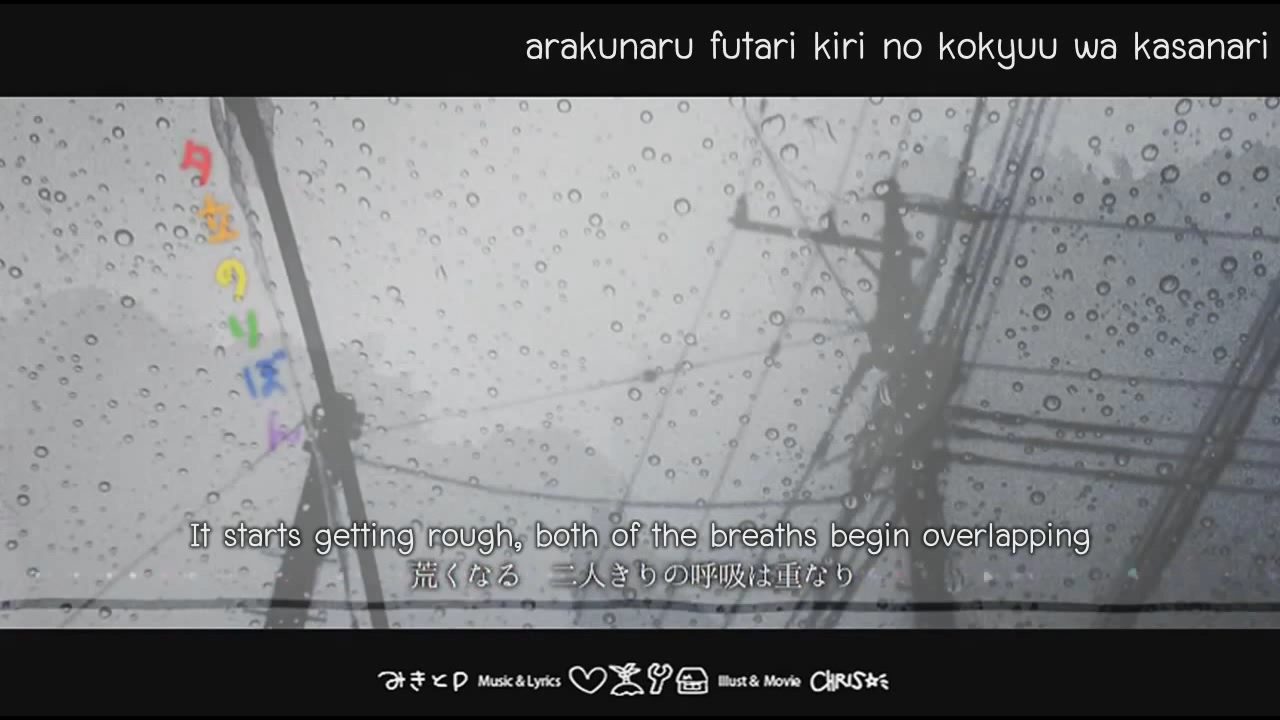 arakunaru futari kiri no kokyuu wa kasanari
夕立のりぼん
It starts getting rough, both of the breaths begin overlapping
荒くなる 二人きりの呼吸は重なり
みきとP Music & Lyrics Illust & Movie CHRIS